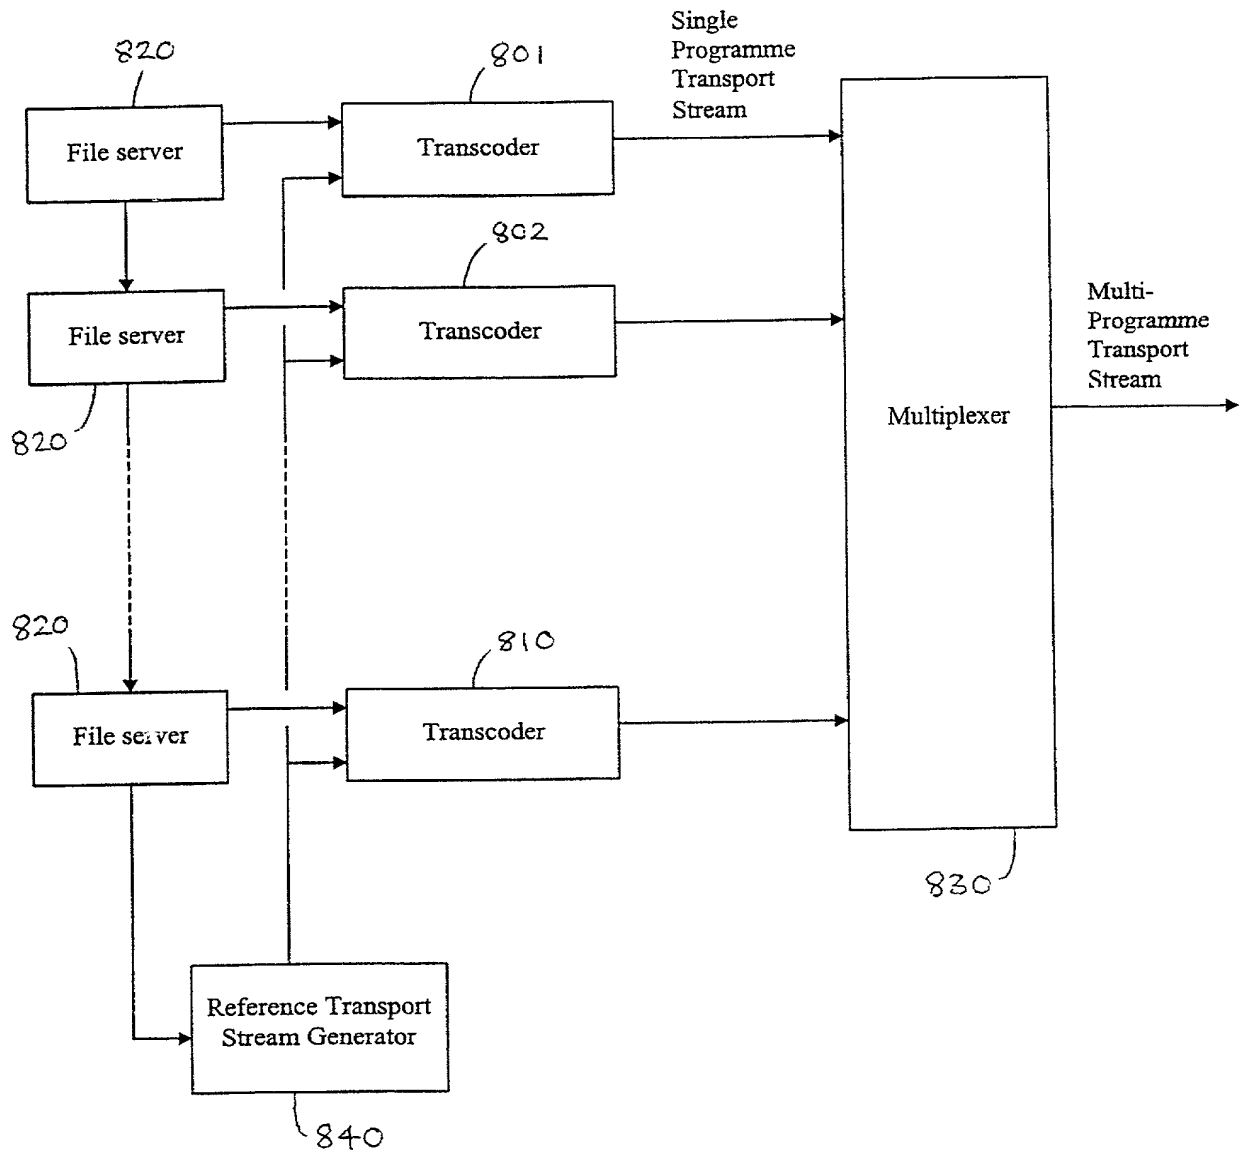 820
801
Single
Programme
Transport
Stream
File server
Transcoder
802
File server
Transcoder
Multi-
Programme
Transport
Stream
Multiplexer
820
820
810
File server
Transcoder
830
Reference Transport
Stream Generator
840